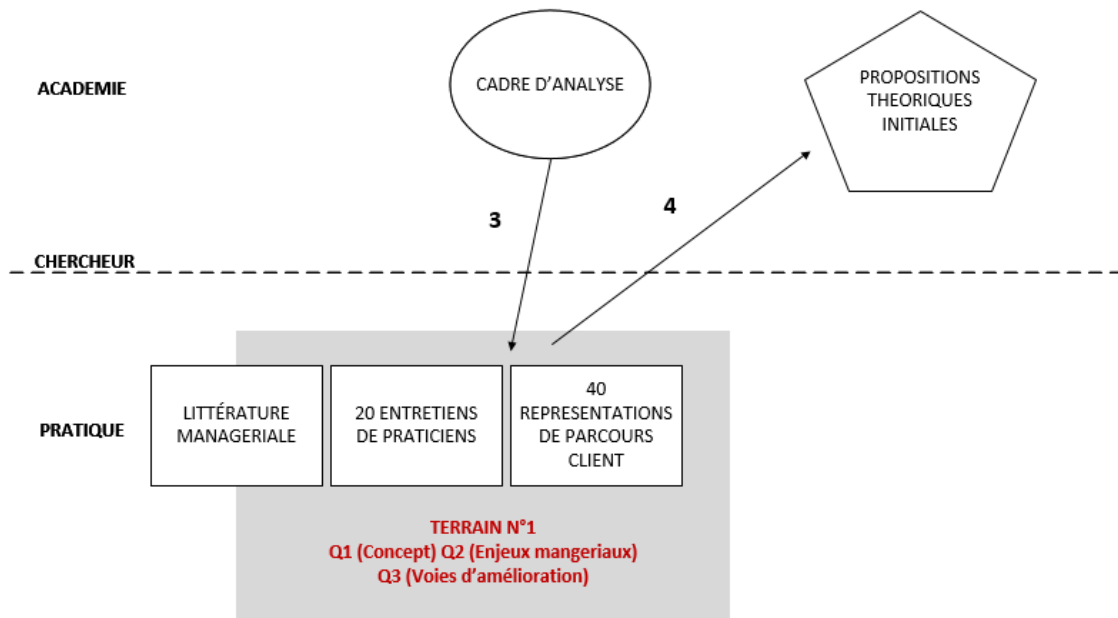 ACADEMIE
CADRE D'ANALYSE
PROPOSITIONS
THEORIQUES
INITIALES
3
4
CHERCHEUR
PRATIQUE
LITTÉRATURE
MANAGERIALE
20 ENTRETIENS
DE PRATICIENS
40
REPRESENTATIONS
DE PARCOURS
CLIENT
TERRAIN N°1
Q1 (Concept) Q2 (Enjeux mangeriaux)
Q3 (Voies d'amélioration)